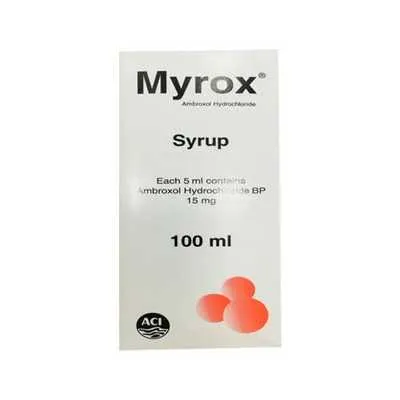 Myrox®
Ambroxol Hydrochloride
Syrup
Each 5 ml contains
Ambroxol Hydrochloride BP
15 mg
100 ml
ACI